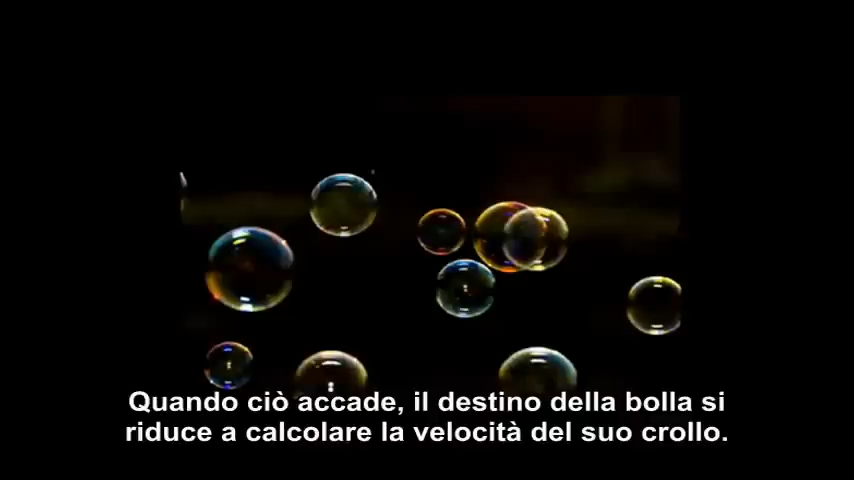 Quando ciò accade, il destino della bolla si
riduce a calcolare la velocità del suo crollo.